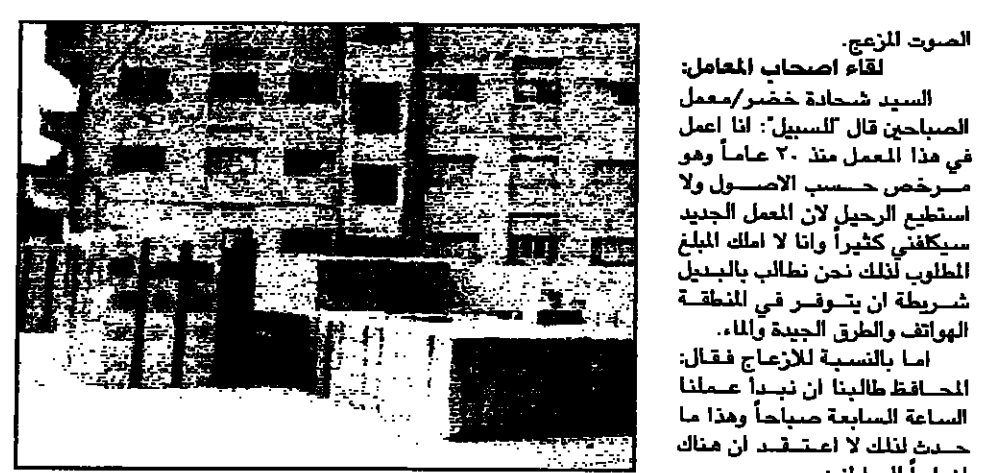 الصوت المزعج.
لقاء اصحاب المعامل:
السيد شحادة خضر/معمل
الصباحين قال "للسبيل": انا اعمل
في هذا المعمل منذ ٢٠ عاماً وهو
مرخص حسب الاصول ولا
استطيع الرحيل لان المعمل الجديد
سيكلفني كثيراً وانا لا املك المبلغ
المطلوب لذلك نحن نطالب بالبديل
شريطة ان يتوفر في المنطقة
الهواتف والطرق الجيدة والماء.
اما بالنسبة للازعاج فقال:
المحافظ طالبنا ان نبدأ عملنا
الساعة السابعة صباحاً وهذا ما
حدث لذلك لا اعتقد ان هناك